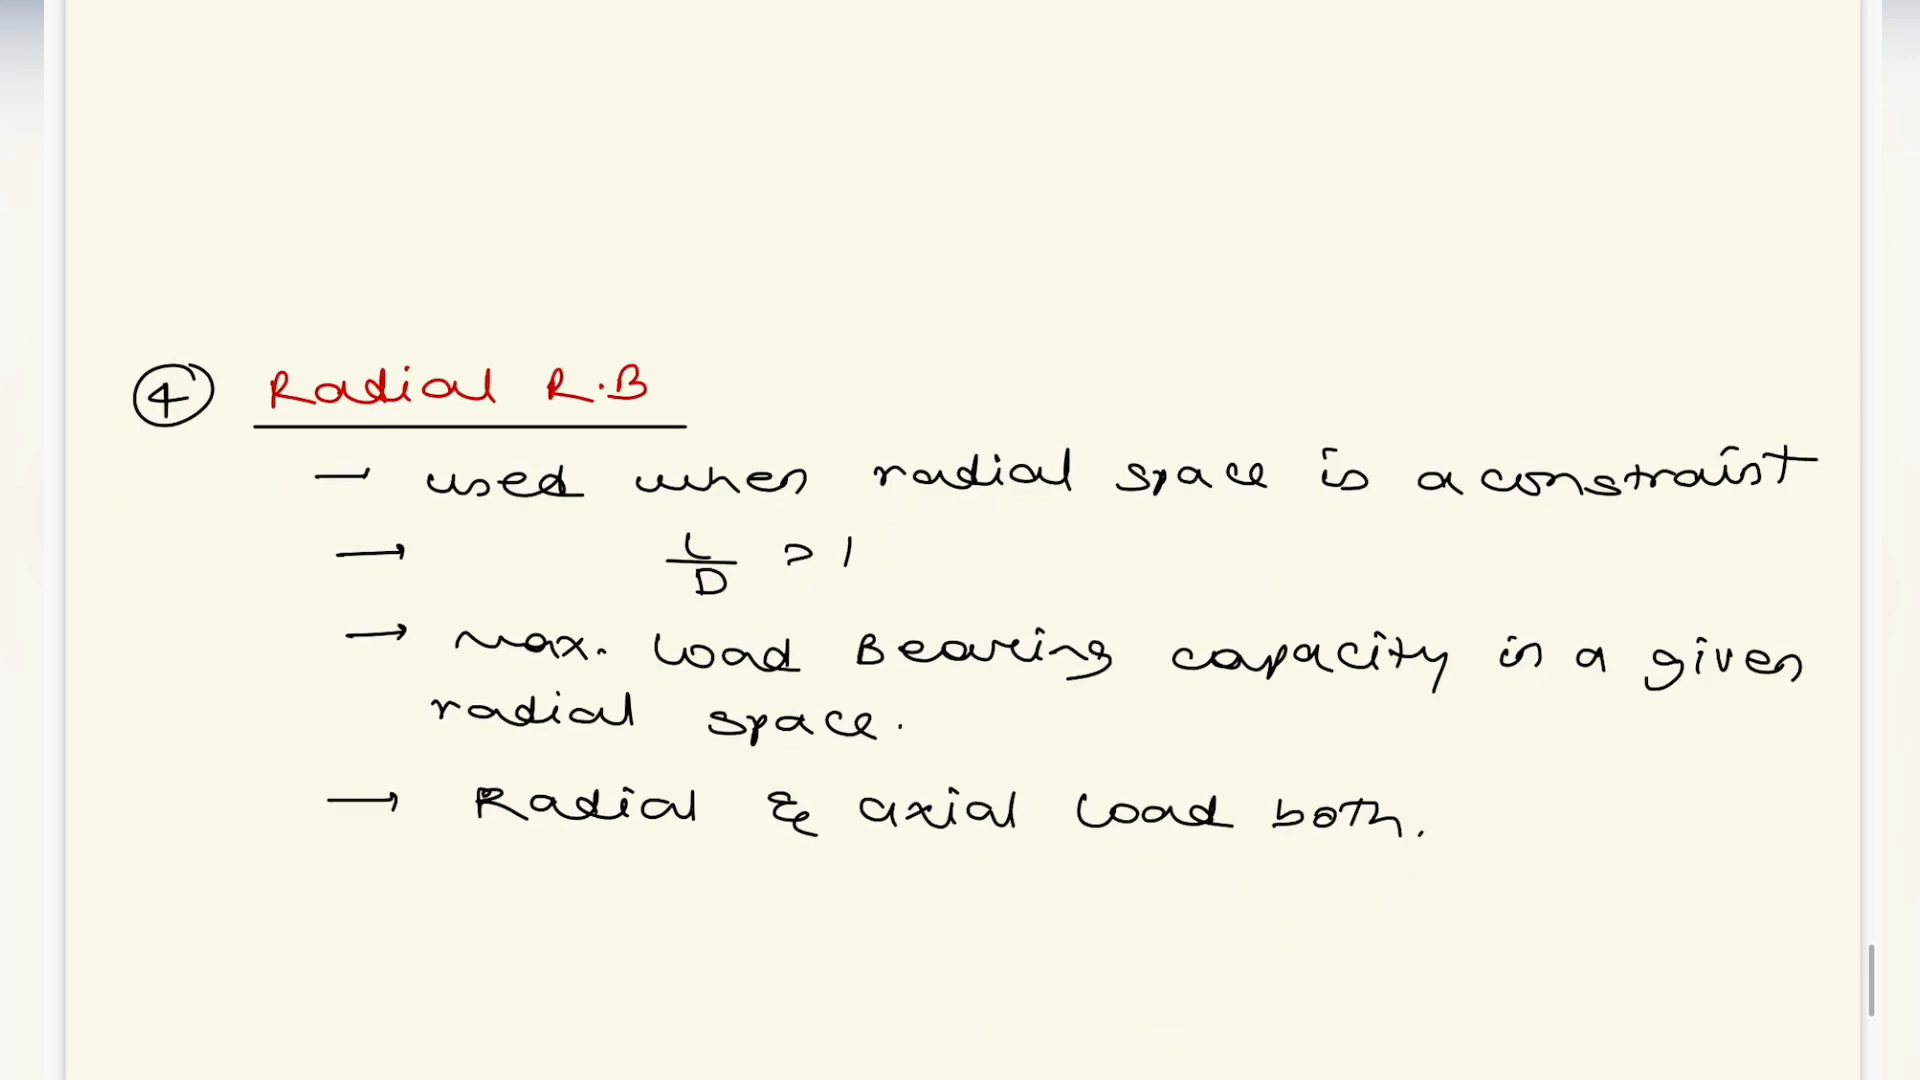 ④ Radial R.B
— used when radial space is a constraint
→ L/D > 1
→ Max. Load Bearing capacity in a given
radial space.
→ Radial & axial load both.